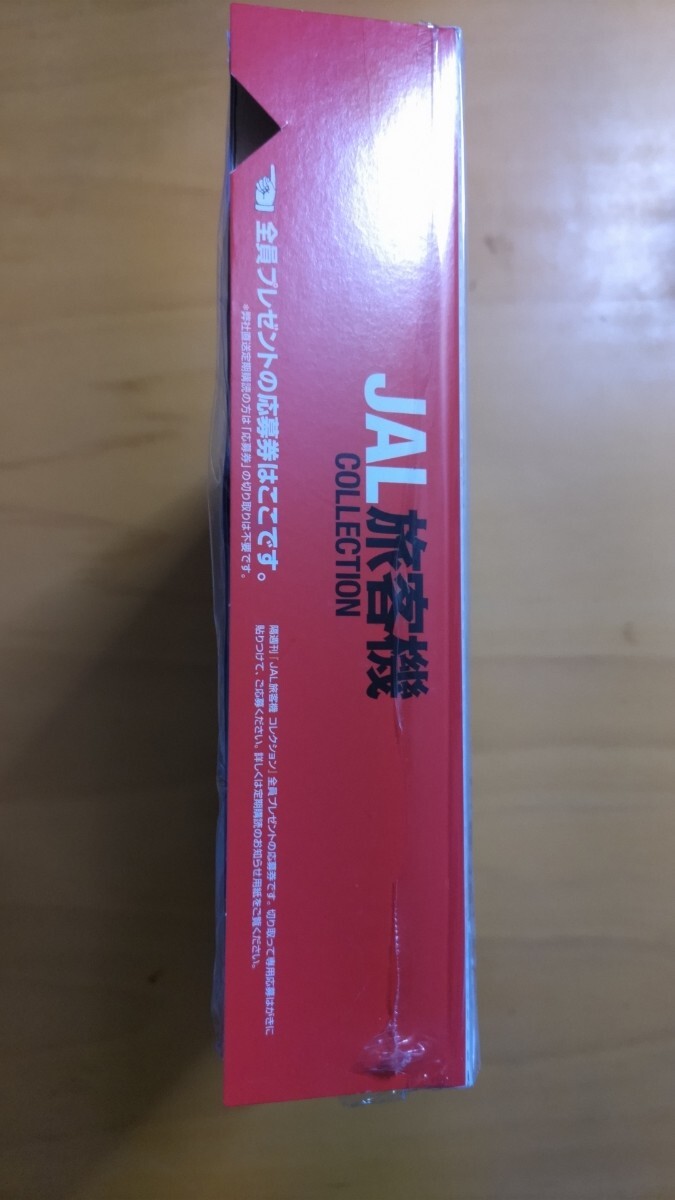 JAL旅客機
COLLECTION
全員プレゼントの応募券はここです。
*弊社直送定期購読の方は「応募券」の切り取りは不要です。
隔週刊『JAL旅客機 コレクション』全員プレゼントの応募券です。切り取って専用応募はがきに
貼りつけて、ご応募ください。詳しくは定期購読のお知らせ用紙をご覧ください。